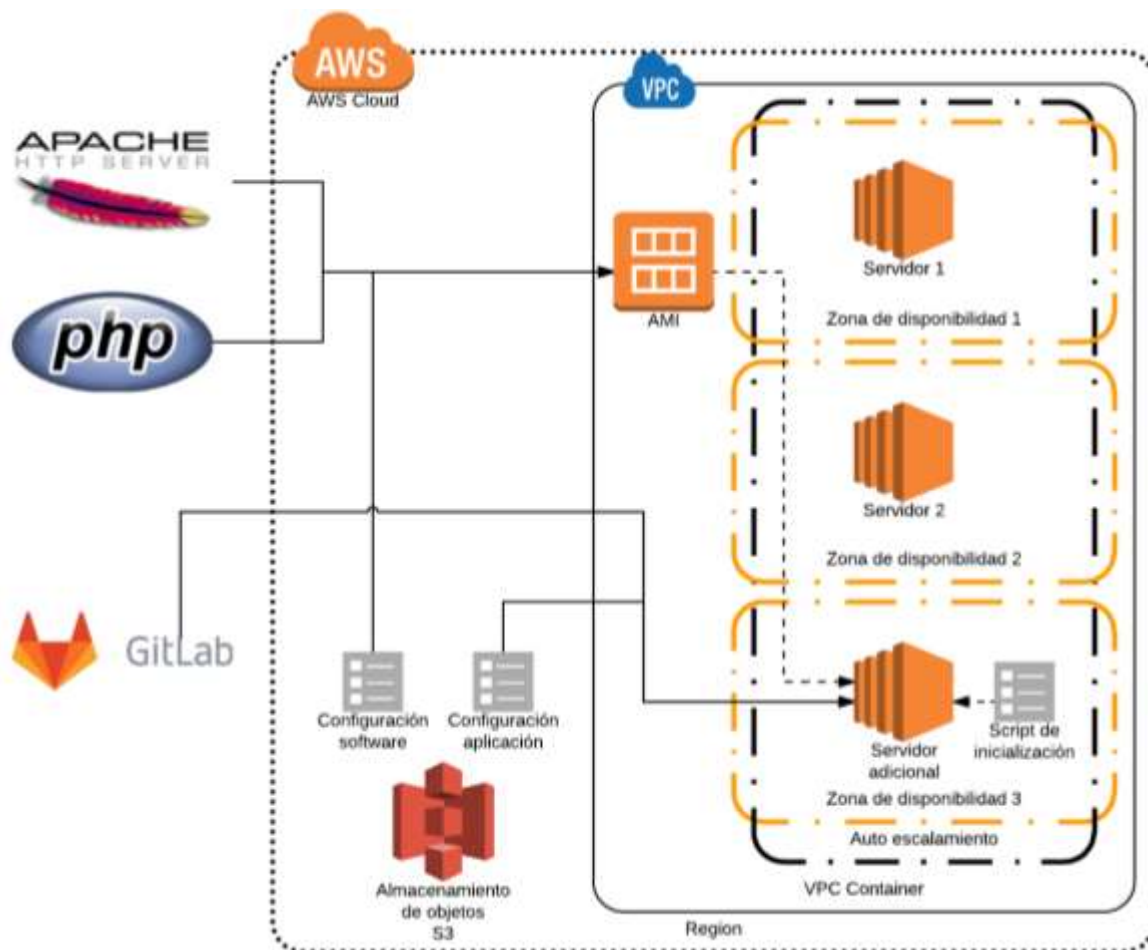 AWS
AWS Cloud
VPC
APACHE
HTTP SERVER
php
GitLab
AMI
Servidor 1
Zona de disponibilidad 1
Servidor 2
Zona de disponibilidad 2
Configuración
software
Configuración
aplicación
Servidor
adicional
Script de
inicialización
Zona de disponibilidad 3
Auto escalamiento
Almacenamiento
de objetos
S3
VPC Container
Region